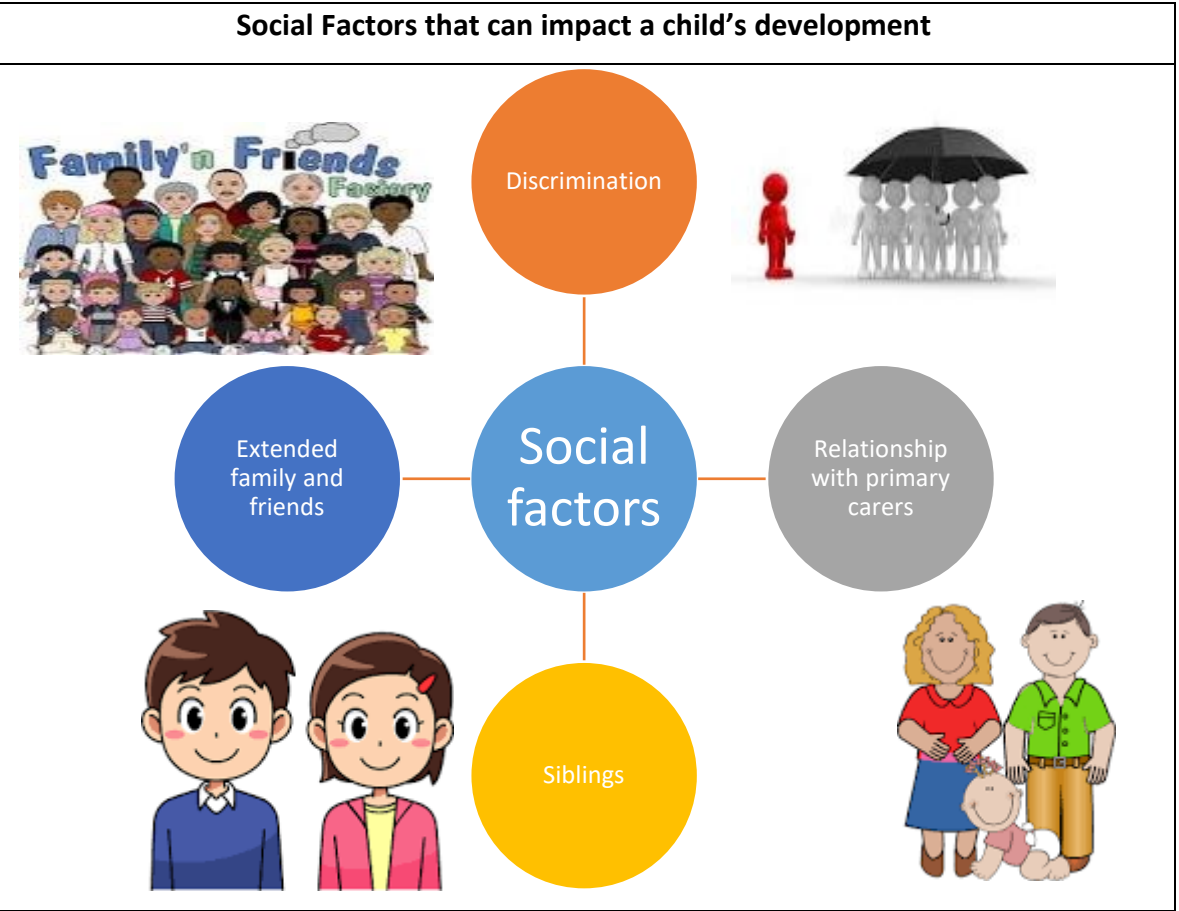 Social Factors that can impact a child’s development
Family'n Friends
Factory
Discrimination
Extended
family and
friends
Social
factors
Relationship
with primary
carers
Siblings